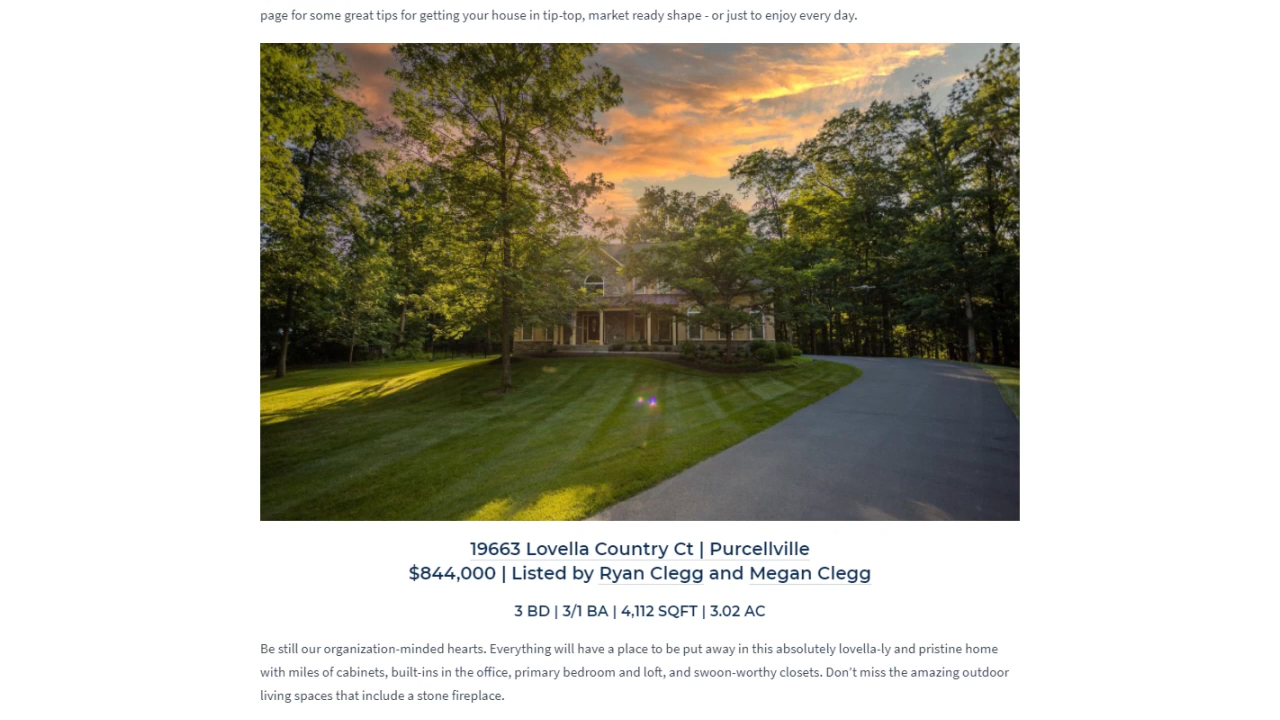 page for some great tips for getting your house in tip-top, market ready shape - or just to enjoy every day.
19663 Lovella Country Ct | Purcellville
$844,000 | Listed by Ryan Clegg and Megan Clegg
3 BD | 3/1 BA | 4,112 SQFT | 3.02 AC
Be still our organization-minded hearts. Everything will have a place to be put away in this absolutely lovella-ly and pristine home
with miles of cabinets, built-ins in the office, primary bedroom and loft, and swoon-worthy closets. Don’t miss the amazing outdoor
living spaces that include a stone fireplace.